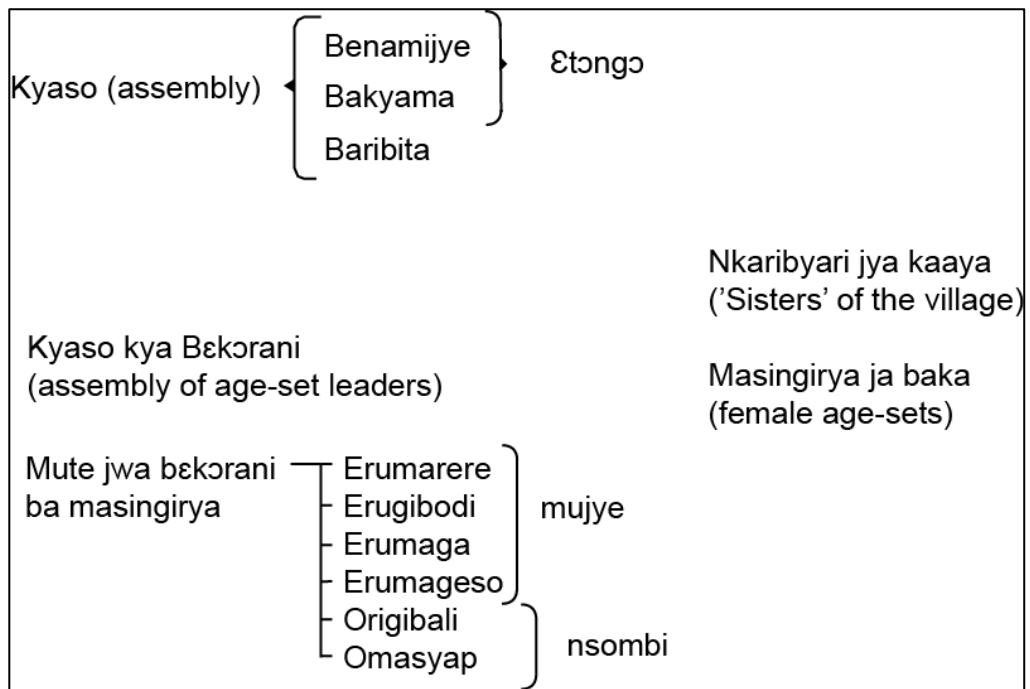 Kyaso (assembly)
Benamijye
Bakyama
Baribita
Ɛtɔngɔ
Nkaribyari jya kaaya
(’Sisters’ of the village)
Kyaso kya Bɛkɔrani
(assembly of age-set leaders)
Masingirya ja baka
(female age-sets)
Mute jwa bɛkɔrani
ba masingirya
Erumarere
Erugibodi
Erumaga
Erumageso
Origibali
Omasyap
mujye
nsombi